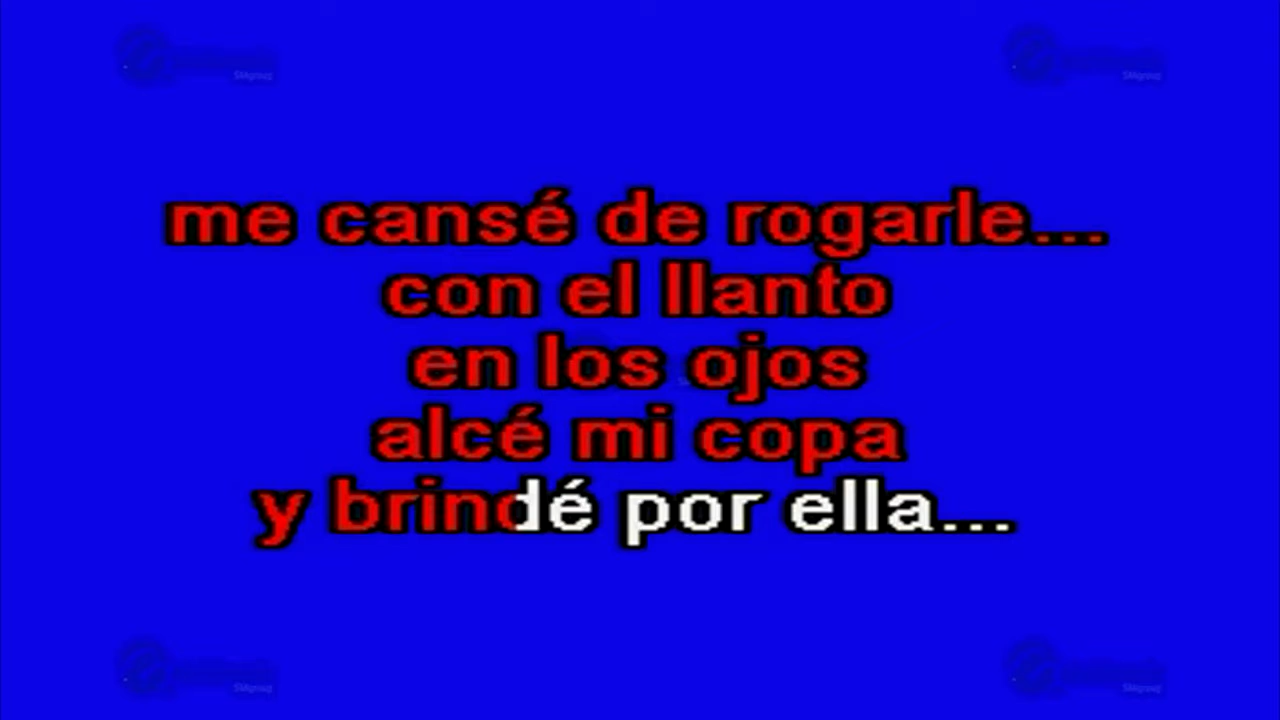 me cansé de rogarle...
con el llanto
en los ojos
alcé mi copa
y brindé por ella...